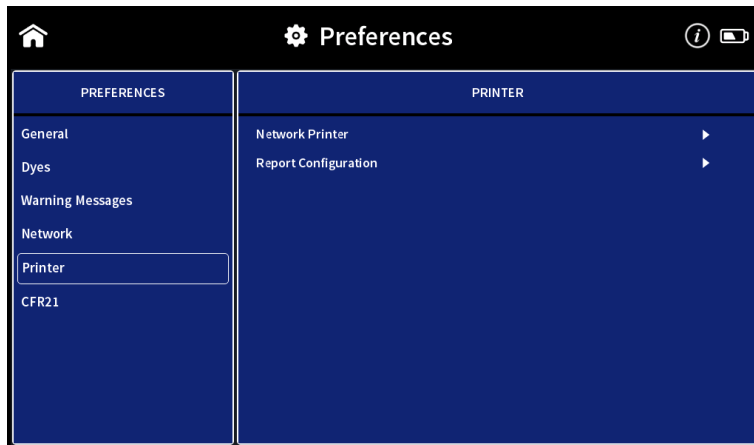 Preferences
i
PREFERENCES
General
Dyes
Warning Messages
Network
Printer
CFR21
PRINTER
Network Printer
Report Configuration